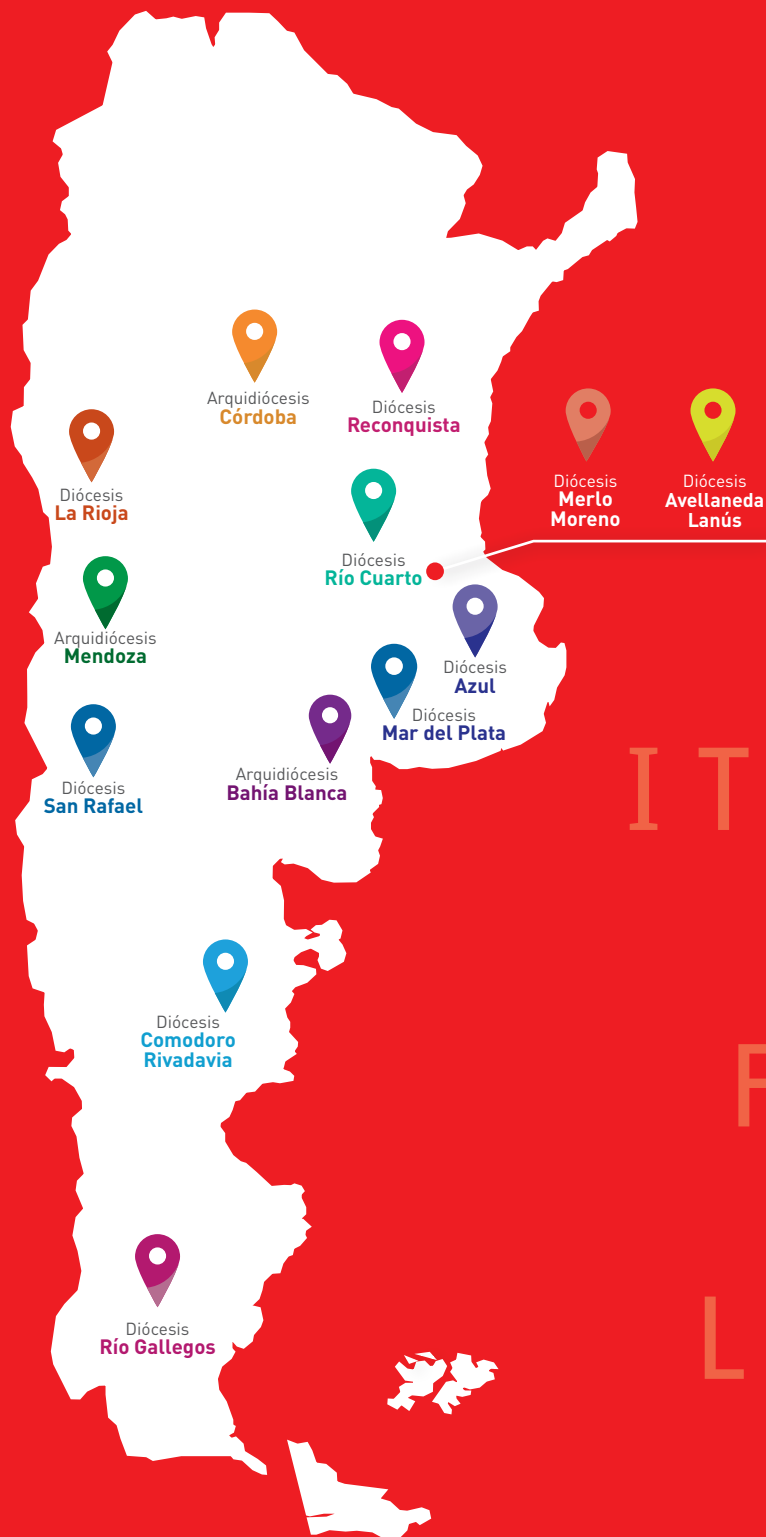 Arquidiócesis
Córdoba
Diócesis
Reconquista
Diócesis
La Rioja
Diócesis
Merlo
Moreno
Diócesis
Avellaneda
Lanús
Diócesis
Río Cuarto
Arquidiócesis
Mendoza
Diócesis
Azul
Diócesis
Mar del Plata
Arquidiócesis
Bahía Blanca
Diócesis
San Rafael
I T
Diócesis
Comodoro
Rivadavia
L
Diócesis
Río Gallegos